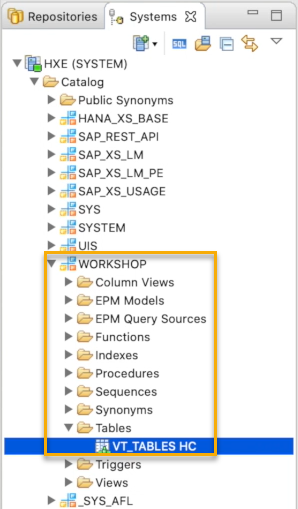 Repositories Systems
HXE (SYSTEM)
Catalog
Public Synonyms
HANA_XS_BASE
SAP_REST_API
SAP_XS_LM
SAP_XS_LM_PE
SAP_XS_USAGE
SYS
SYSTEM
UIS
WORKSHOP
Column Views
EPM Models
EPM Query Sources
Functions
Indexes
Procedures
Sequences
Synonyms
Tables
VT_TABLES HC
Triggers
Views
_SYS_AFL